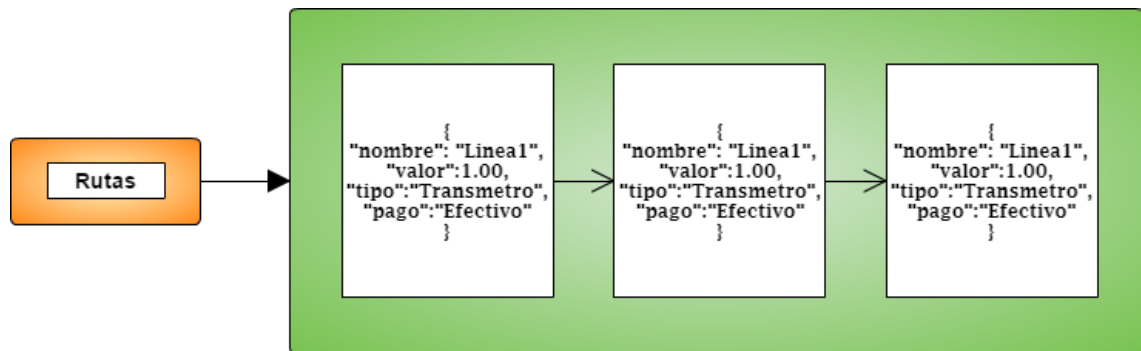 Rutas
{
"nombre": "Linea1",
"valor":1.00,
"tipo":"Transmetro",
"pago":"Efectivo"
}
{
"nombre": "Linea1",
"valor":1.00,
"tipo":"Transmetro",
"pago":"Efectivo"
}
{
"nombre": "Linea1",
"valor":1.00,
"tipo":"Transmetro",
"pago":"Efectivo"
}